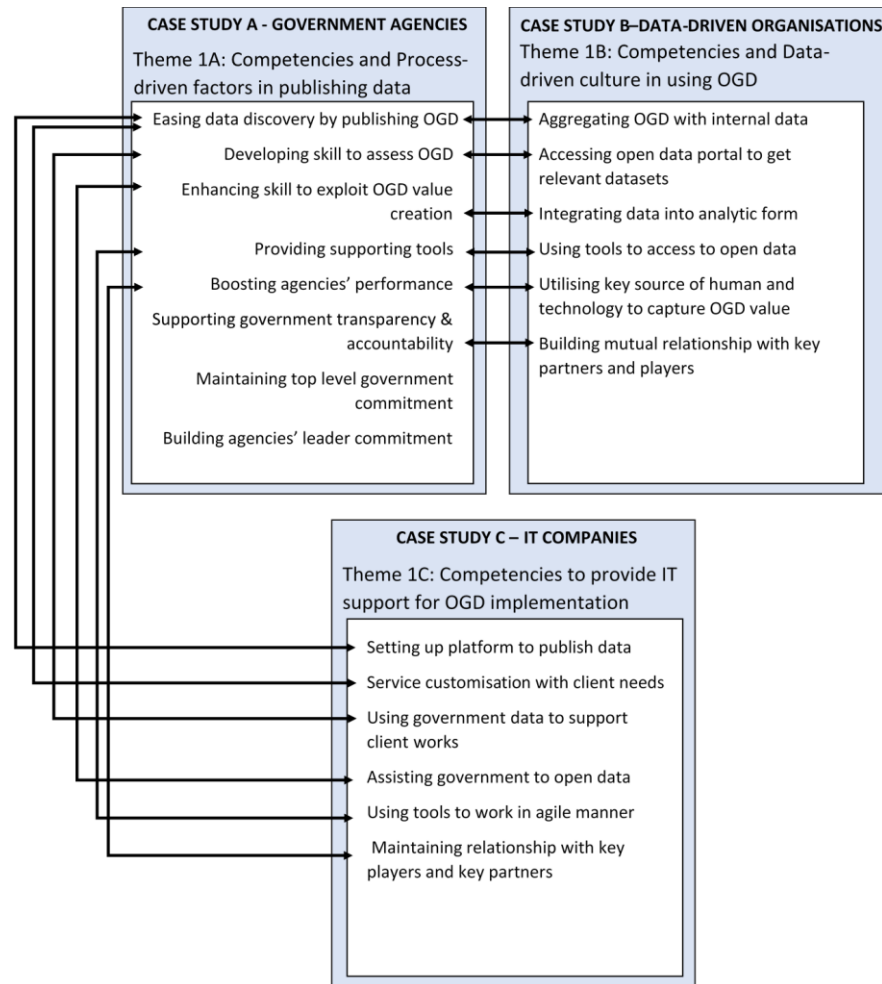 CASE STUDY A - GOVERNMENT AGENCIES
Theme 1A: Competencies and Process-
driven factors in publishing data
Easing data discovery by publishing OGD
Developing skill to assess OGD
Enhancing skill to exploit OGD value
creation
Providing supporting tools
Boosting agencies’ performance
Supporting government transparency &
accountability
Maintaining top level government
commitment
Building agencies’ leader commitment
CASE STUDY B–DATA-DRIVEN ORGANISATIONS
Theme 1B: Competencies and Data-
driven culture in using OGD
Aggregating OGD with internal data
Accessing open data portal to get
relevant datasets
Integrating data into analytic form
Using tools to access to open data
Utilising key source of human and
technology to capture OGD value
Building mutual relationship with key
partners and players
CASE STUDY C – IT COMPANIES
Theme 1C: Competencies to provide IT
support for OGD implementation
Setting up platform to publish data
Service customisation with client needs
Using government data to support
client works
Assisting government to open data
Using tools to work in agile manner
Maintaining relationship with key
players and key partners